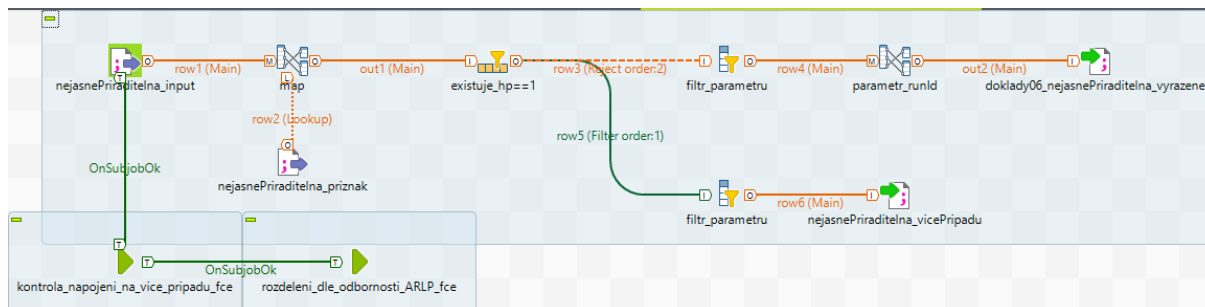 row1 (Main)
out1 (Main)
row3 (Reject order:2)
row4 (Main)
out2 (Main)
nejasnePriraditelna_input
map
existuje_hp==1
filtr_parametru
parametr_runId
doklady06_nejasnePriraditelna_vyrazene
row2 (Lookup)
row5 (Filter order:1)
OnSubjobOk
nejasnePriraditelna_priznak
row6 (Main)
filtr_parametru
nejasnePriraditelna_vicePripadu
OnSubjobOk
kontrola_napojeni_na_vice_pripadu_fce
rozdeleni_dle_odbornosti_ARLP_fce